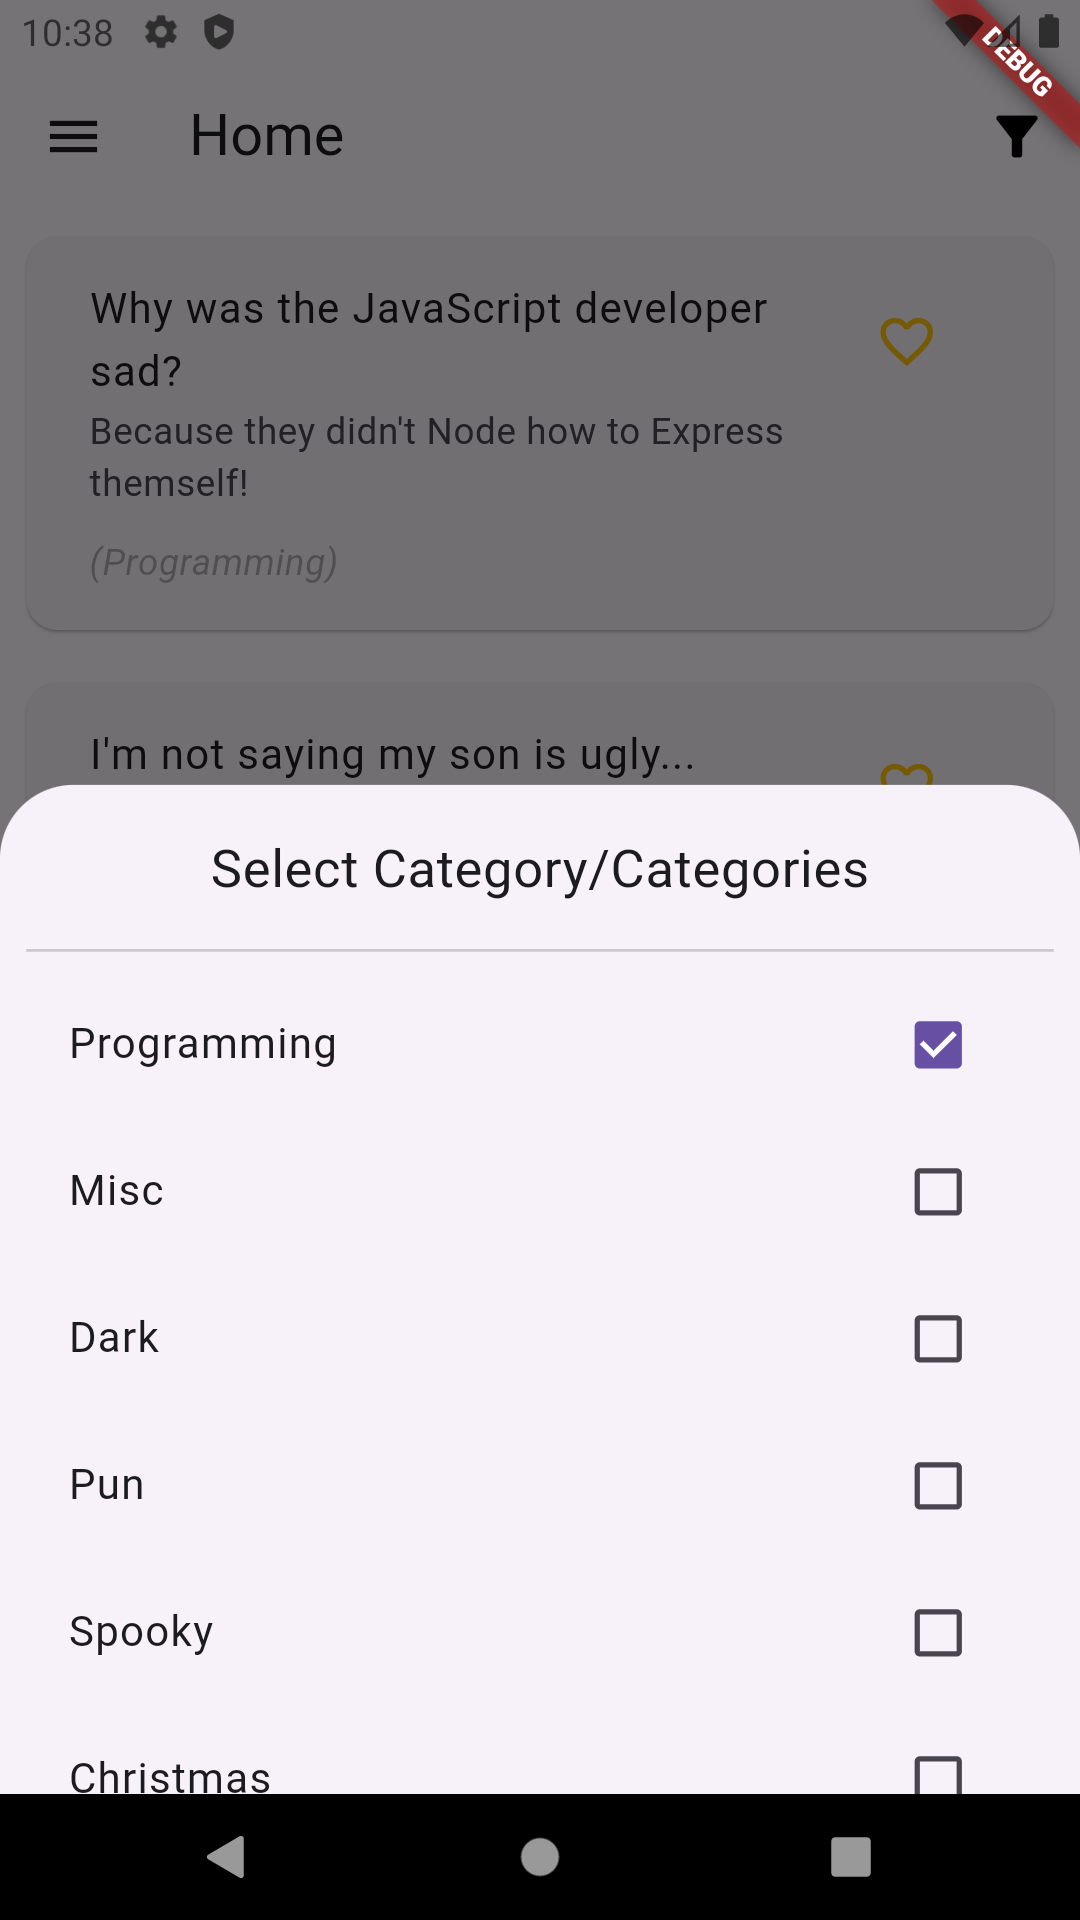 10:38
DEBUG
Home
Why was the JavaScript developer
sad?
Because they didn't Node how to Express
themself!
(Programming)
I'm not saying my son is ugly...
Select Category/Categories
Programming
Misc
Dark
Pun
Spooky
Christmas